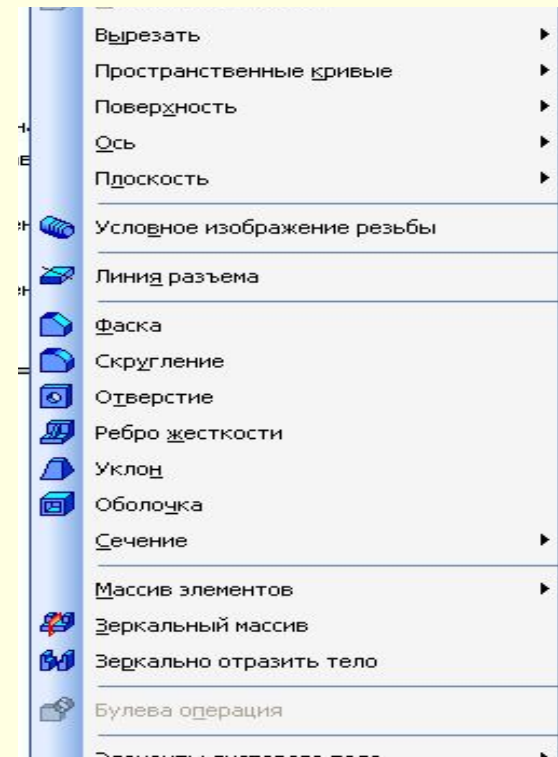 Вырезать
Пространственные кривые
Поверхность
Ось
Плоскость
Условное изображение резьбы
Линия разъема
Фаска
Скругление
Отверстие
Ребро жесткости
Уклон
Оболочка
Сечение
Массив элементов
Зеркальный массив
Зеркально отразить тело
Булева операция